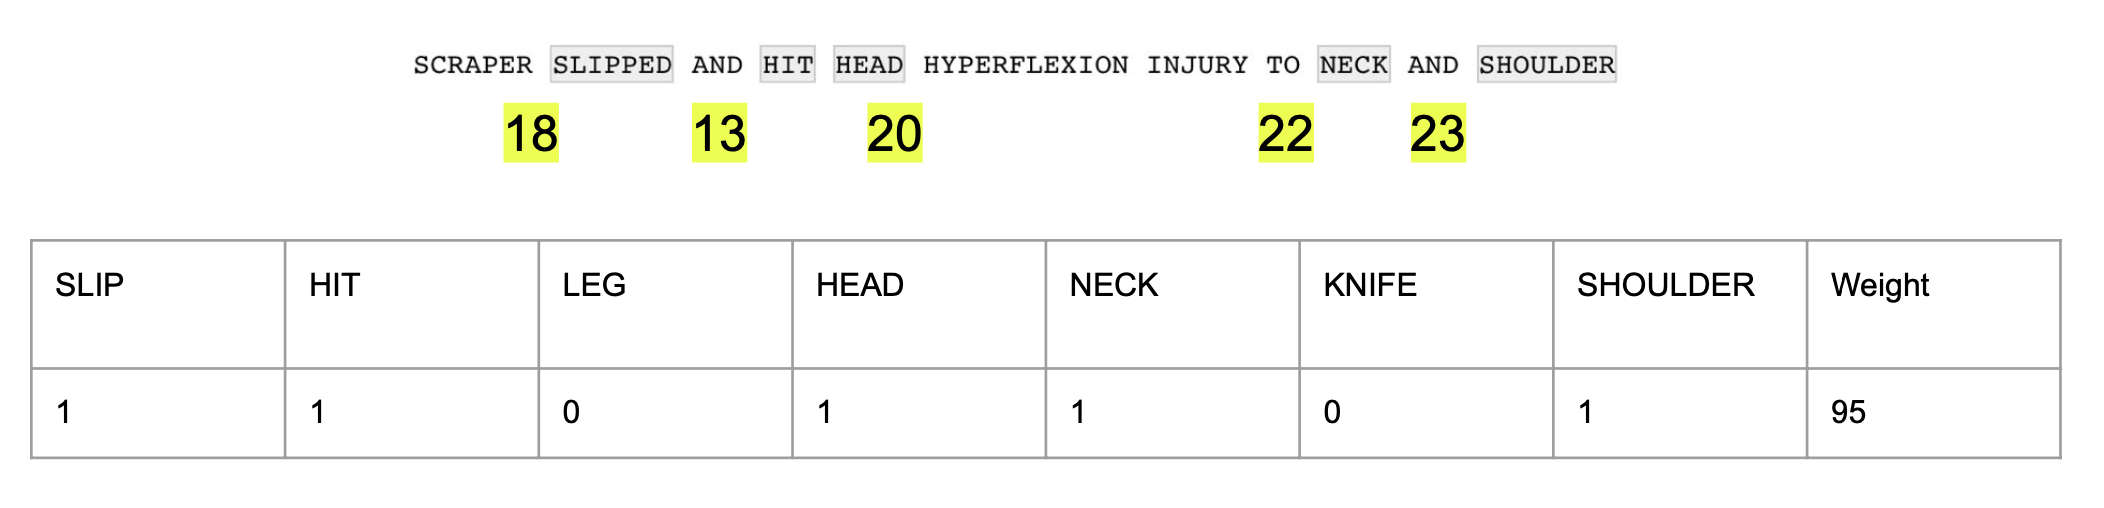 SCRAPER SLIPPED AND HIT HEAD HYPERFLEXION INJURY TO NECK AND SHOULDER
18 13 20 22 23
SLIP HIT LEG HEAD NECK KNIFE SHOULDER Weight
1 1 0 1 1 0 1 95